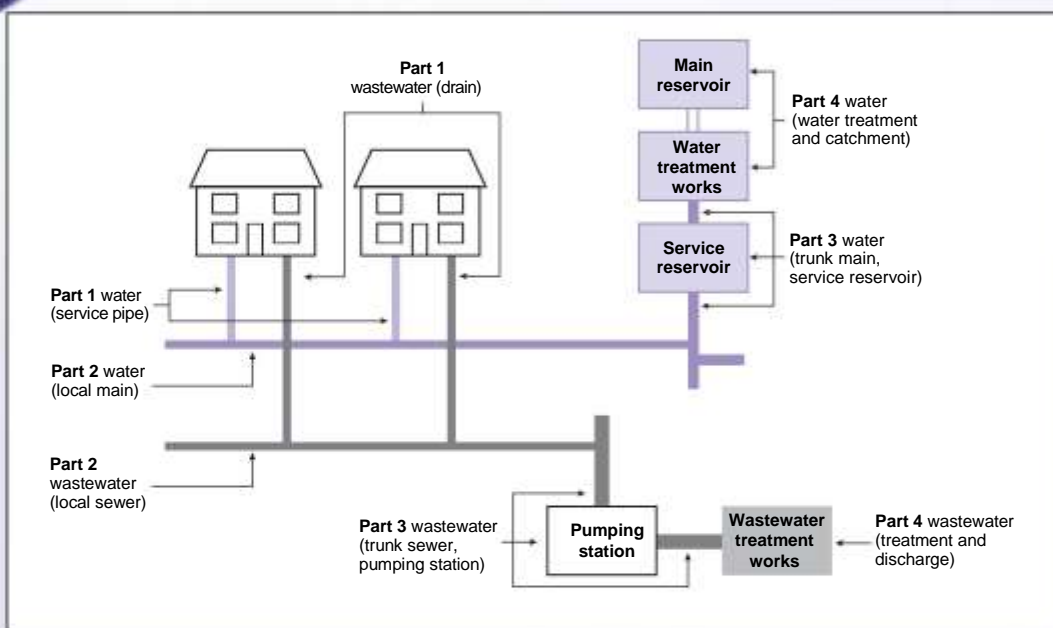 Part 1
wastewater (drain)
Main
reservoir
Part 4 water
(water treatment
and catchment)
Water
treatment
works
Part 3 water
(trunk main,
service reservoir)
Service
reservoir
Part 1 water
(service pipe)
Part 2 water
(local main)
Part 2
wastewater
(local sewer)
Part 3 wastewater
(trunk sewer,
pumping station)
Pumping
station
Wastewater
treatment
works
Part 4 wastewater
(treatment and
discharge)